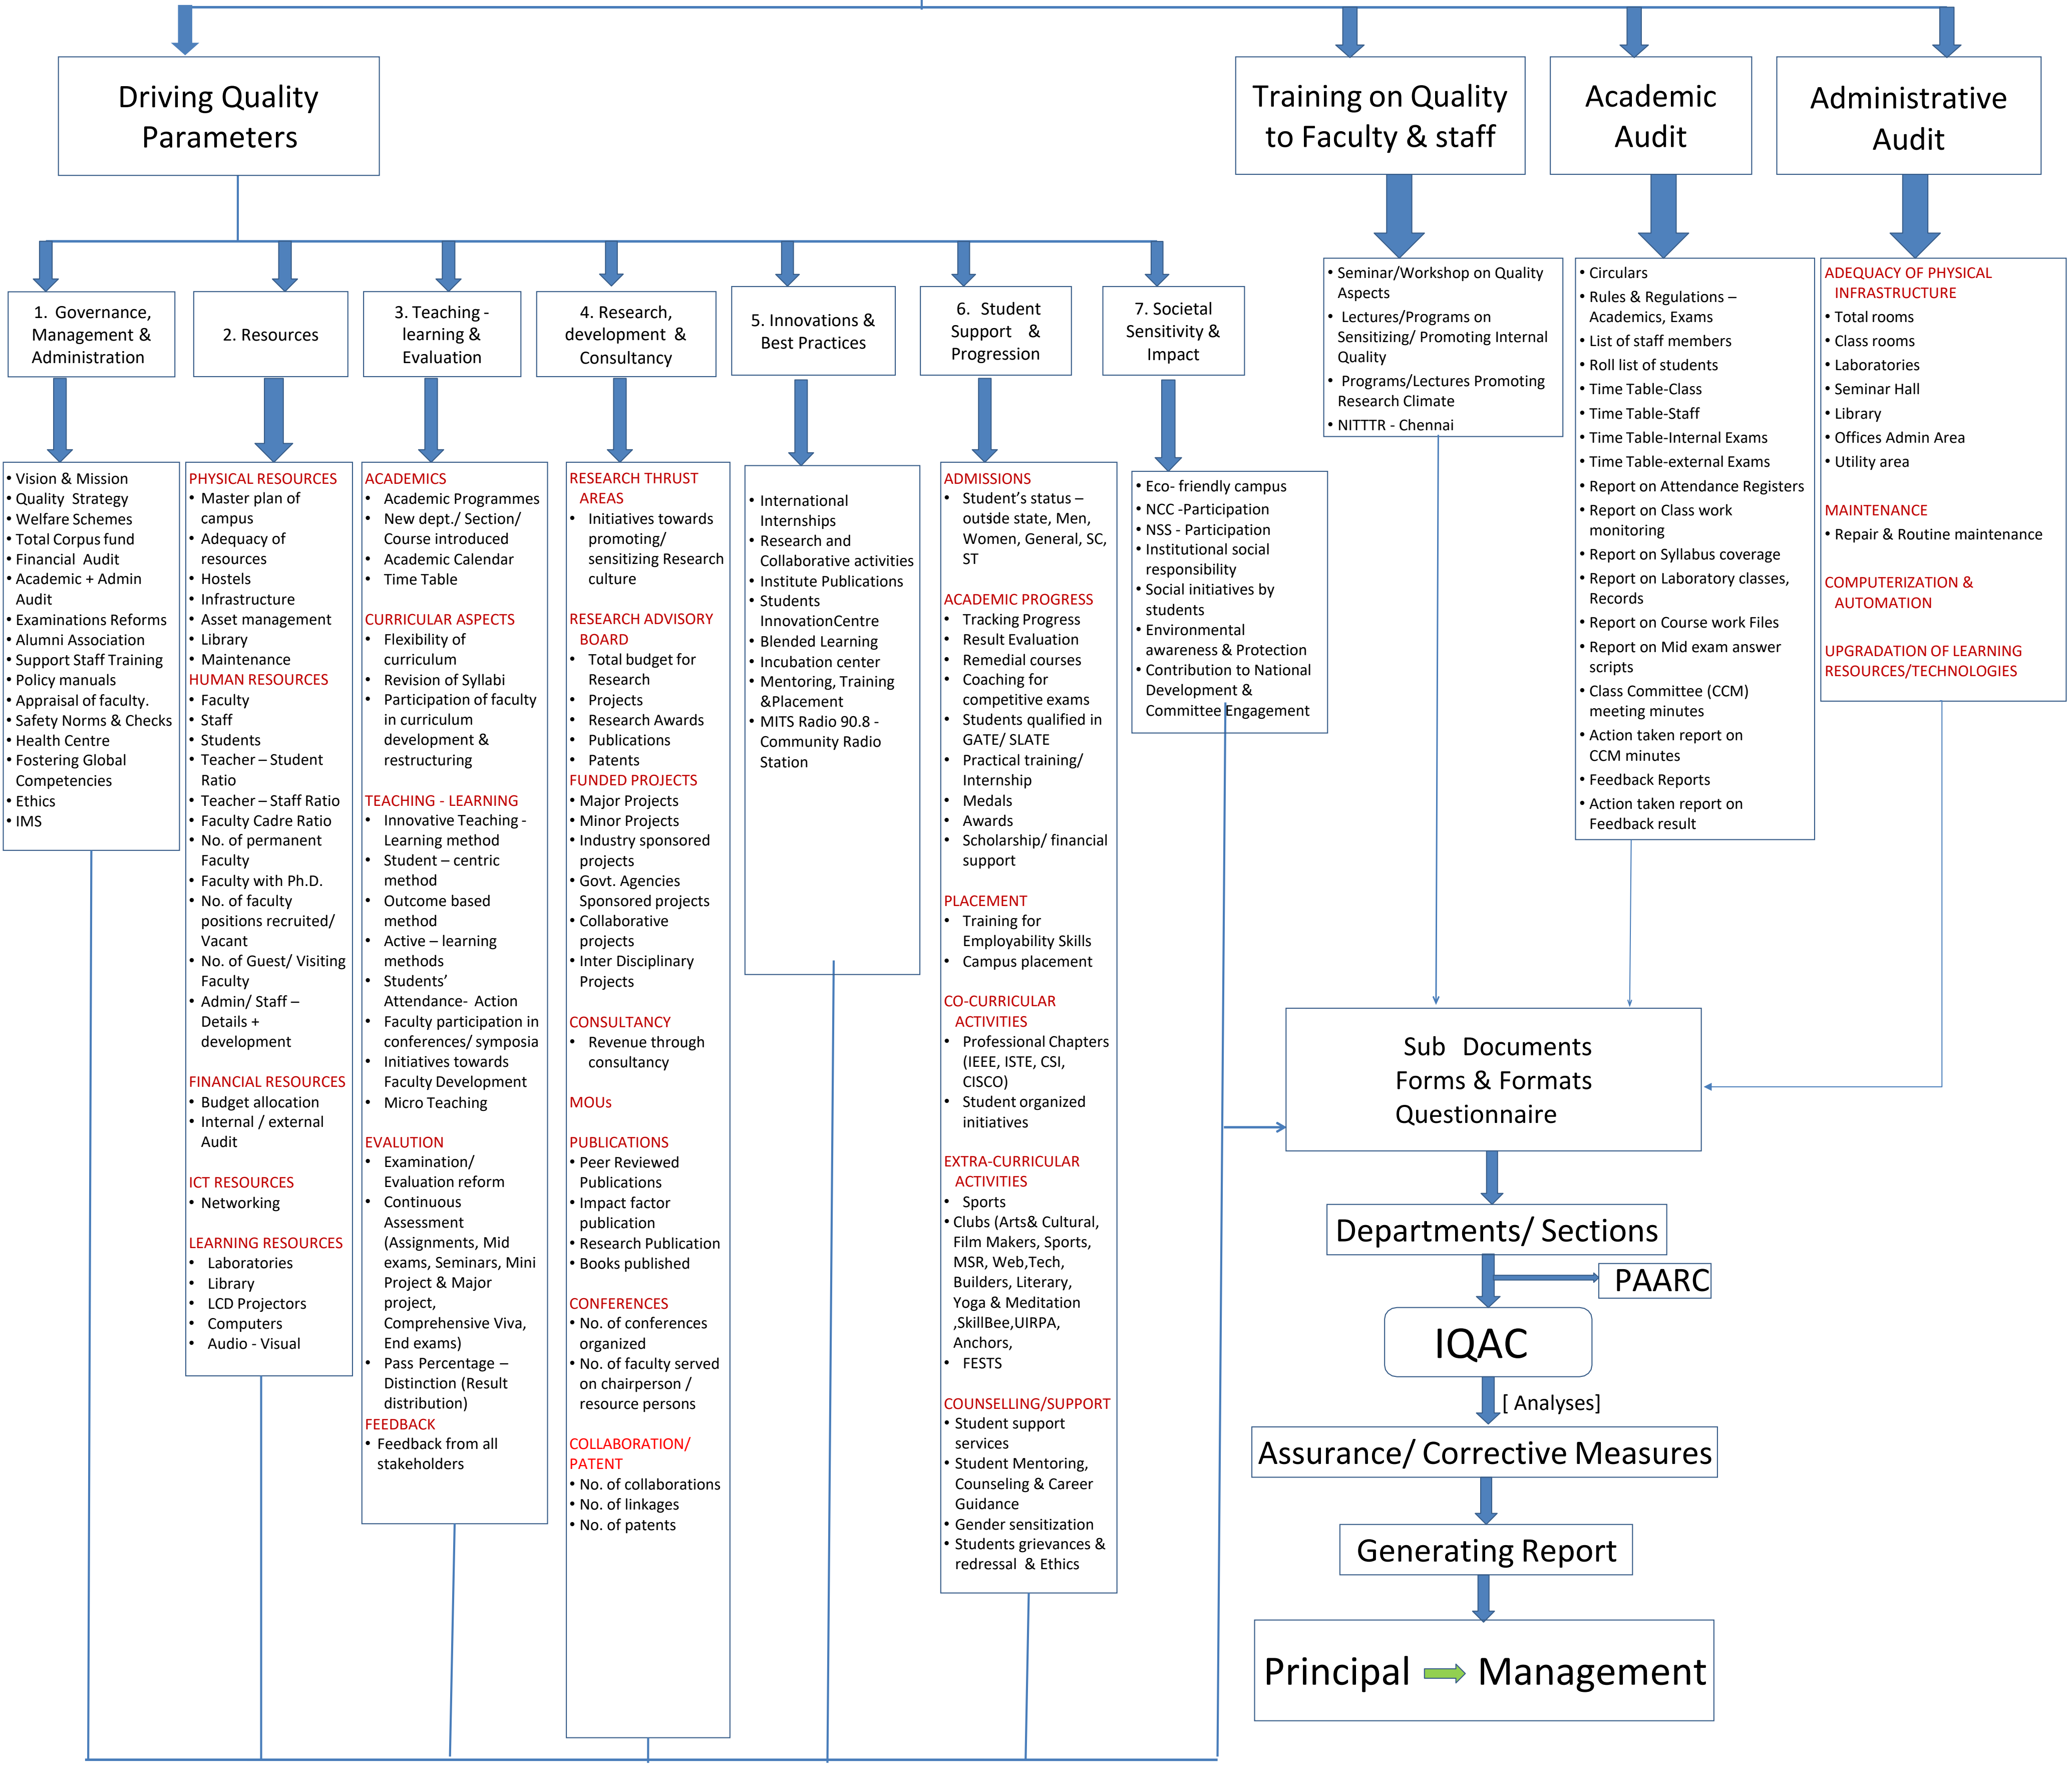 Driving Quality
Parameters
Training on Quality
to Faculty & staff
Academic
Audit
Administrative
Audit
1. Governance,
Management &
Administration
2. Resources
3. Teaching -
learning &
Evaluation
4. Research,
development &
Consultancy
5. Innovations &
Best Practices
6. Student
Support &
Progression
7. Societal
Sensitivity &
Impact
• Vision & Mission
• Quality Strategy
• Welfare Schemes
• Total Corpus fund
• Financial Audit
• Academic + Admin
Audit
• Examinations Reforms
• Alumni Association
• Support Staff Training
• Policy manuals
• Appraisal of faculty.
• Safety Norms & Checks
• Health Centre
• Fostering Global
Competencies
• Ethics
• IMS
PHYSICAL RESOURCES
• Master plan of
campus
• Adequacy of
resources
• Hostels
• Infrastructure
• Asset management
• Library
• Maintenance
HUMAN RESOURCES
• Faculty
• Staff
• Students
• Teacher – Student
Ratio
• Teacher – Staff Ratio
• Faculty Cadre Ratio
• No. of permanent
Faculty
• Faculty with Ph.D.
• No. of faculty
positions recruited/
Vacant
• No. of Guest/ Visiting
Faculty
• Admin/ Staff –
Details +
development
FINANCIAL RESOURCES
• Budget allocation
• Internal / external
Audit
ICT RESOURCES
• Networking
LEARNING RESOURCES
• Laboratories
• Library
• LCD Projectors
• Computers
• Audio - Visual
ACADEMICS
• Academic Programmes
• New dept./ Section/
Course introduced
• Academic Calendar
• Time Table
CURRICULAR ASPECTS
• Flexibility of
curriculum
• Revision of Syllabi
• Participation of faculty
in curriculum
development &
restructuring
TEACHING - LEARNING
• Innovative Teaching -
Learning method
• Student – centric
method
• Outcome based
method
• Active – learning
methods
• Students'
Attendance- Action
• Faculty participation in
conferences/ symposia
• Initiatives towards
Faculty Development
• Micro Teaching
EVALUTION
• Examination/
Evaluation reform
• Continuous
Assessment
(Assignments, Mid
exams, Seminars, Mini
Project & Major
project,
Comprehensive Viva,
End exams)
• Pass Percentage –
Distinction (Result
distribution)
FEEDBACK
• Feedback from all
stakeholders
RESEARCH THRUST
AREAS
• Initiatives towards
promoting/
sensitizing Research
culture
RESEARCH ADVISORY
BOARD
• Total budget for
Research
• Projects
• Research Awards
• Publications
• Patents
FUNDED PROJECTS
• Major Projects
• Minor Projects
• Industry sponsored
projects
• Govt. Agencies
Sponsored projects
• Collaborative
projects
• Inter Disciplinary
Projects
CONSULTANCY
• Revenue through
consultancy
MOUs
PUBLICATIONS
• Peer Reviewed
Publications
• Impact factor
publication
• Research Publication
• Books published
CONFERENCES
• No. of conferences
organized
• No. of faculty served
on chairperson /
resource persons
COLLABORATION/
PATENT
• No. of collaborations
• No. of linkages
• No. of patents
• International
Internships
• Research and
Collaborative activities
• Institute Publications
• Students
InnovationCentre
• Blended Learning
• Incubation center
• Mentoring, Training
&Placement
• MITS Radio 90.8 -
Community Radio
Station
ADMISSIONS
• Student's status –
outside state, Men,
Women, General, SC,
ST
ACADEMIC PROGRESS
• Tracking Progress
• Result Evaluation
• Remedial courses
• Coaching for
competitive exams
• Students qualified in
GATE/ SLATE
• Practical training/
Internship
• Medals
• Awards
• Scholarship/ financial
support
PLACEMENT
• Training for
Employability Skills
• Campus placement
CO-CURRICULAR
ACTIVITIES
• Professional Chapters
(IEEE, ISTE, CSI,
CISCO)
• Student organized
initiatives
EXTRA-CURRICULAR
ACTIVITIES
• Sports
• Clubs (Arts& Cultural,
Film Makers, Sports,
MSR, Web,Tech,
Builders, Literary,
Yoga & Meditation
,SkillBee,UIRPA,
Anchors,
• FESTS
COUNSELLING/SUPPORT
• Student support
services
• Student Mentoring,
Counseling & Career
Guidance
• Gender sensitization
• Students grievances &
redressal & Ethics
• Eco- friendly campus
• NCC -Participation
• NSS - Participation
• Institutional social
responsibility
• Social initiatives by
students
• Environmental
awareness & Protection
• Contribution to National
Development &
Committee Engagement
• Seminar/Workshop on Quality
Aspects
• Lectures/Programs on
Sensitizing/ Promoting Internal
Quality
• Programs/Lectures Promoting
Research Climate
• NITTTR - Chennai
• Circulars
• Rules & Regulations –
Academics, Exams
• List of staff members
• Roll list of students
• Time Table-Class
• Time Table-Staff
• Time Table-Internal Exams
• Time Table-external Exams
• Report on Attendance Registers
• Report on Class work
monitoring
• Report on Syllabus coverage
• Report on Laboratory classes,
Records
• Report on Course work Files
• Report on Mid exam answer
scripts
• Class Committee (CCM)
meeting minutes
• Action taken report on
CCM minutes
• Feedback Reports
• Action taken report on
Feedback result
ADEQUACY OF PHYSICAL
INFRASTRUCTURE
• Total rooms
• Class rooms
• Laboratories
• Seminar Hall
• Library
• Offices Admin Area
• Utility area
MAINTENANCE
• Repair & Routine maintenance
COMPUTERIZATION &
AUTOMATION
UPGRADATION OF LEARNING
RESOURCES/TECHNOLOGIES
Sub Documents
Forms & Formats
Questionnaire
Departments/ Sections
PAARC
IQAC
[ Analyses]
Assurance/ Corrective Measures
Generating Report
Principal Management